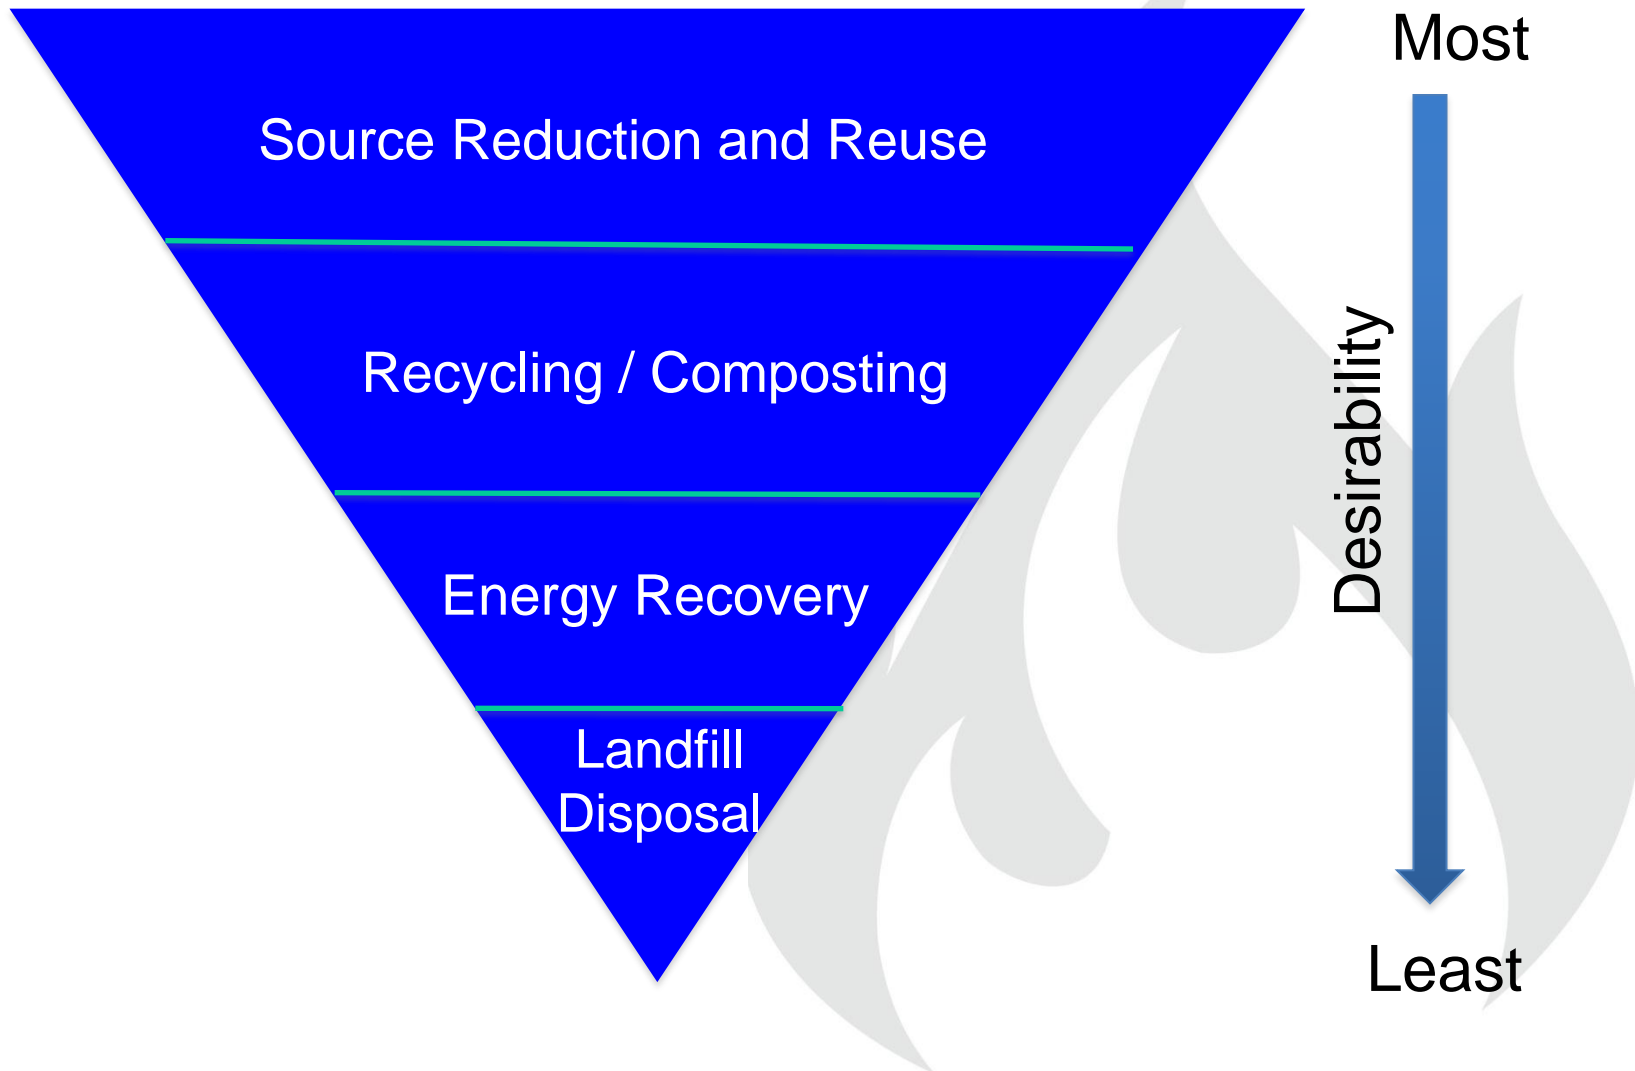 Most
Source Reduction and Reuse
Recycling / Composting
Desirability
Energy Recovery
Landfill
Disposal
Least